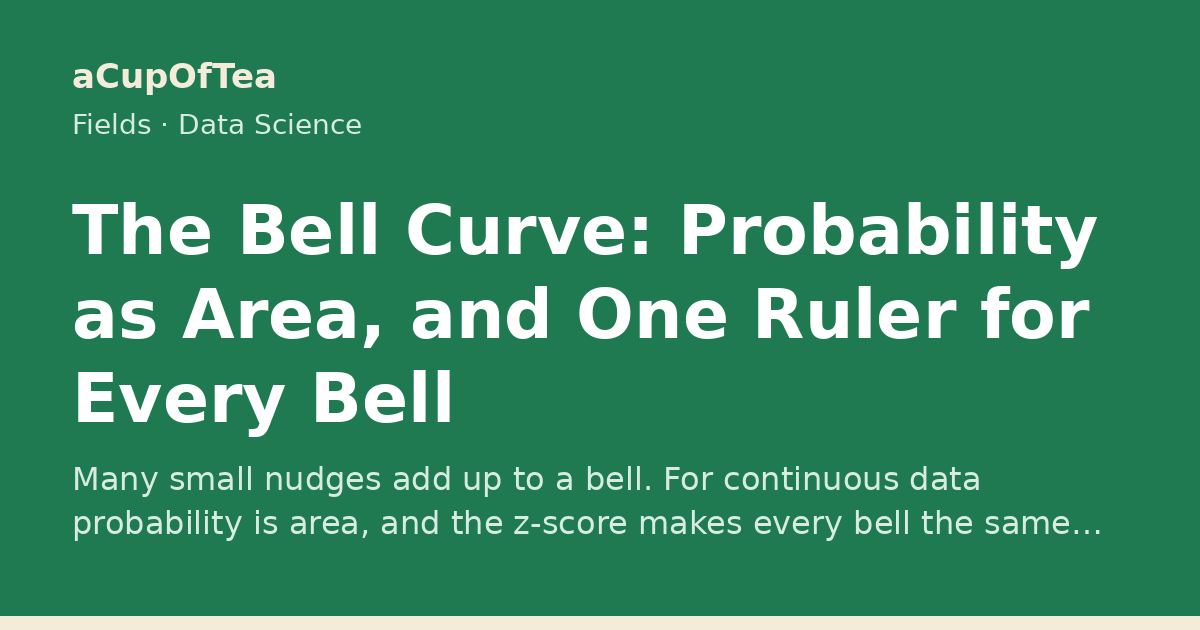 aCupOfTea
Fields · Data Science
The Bell Curve: Probability
as Area, and One Ruler for
Every Bell
Many small nudges add up to a bell. For continuous data
probability is area, and the z-score makes every bell the same…